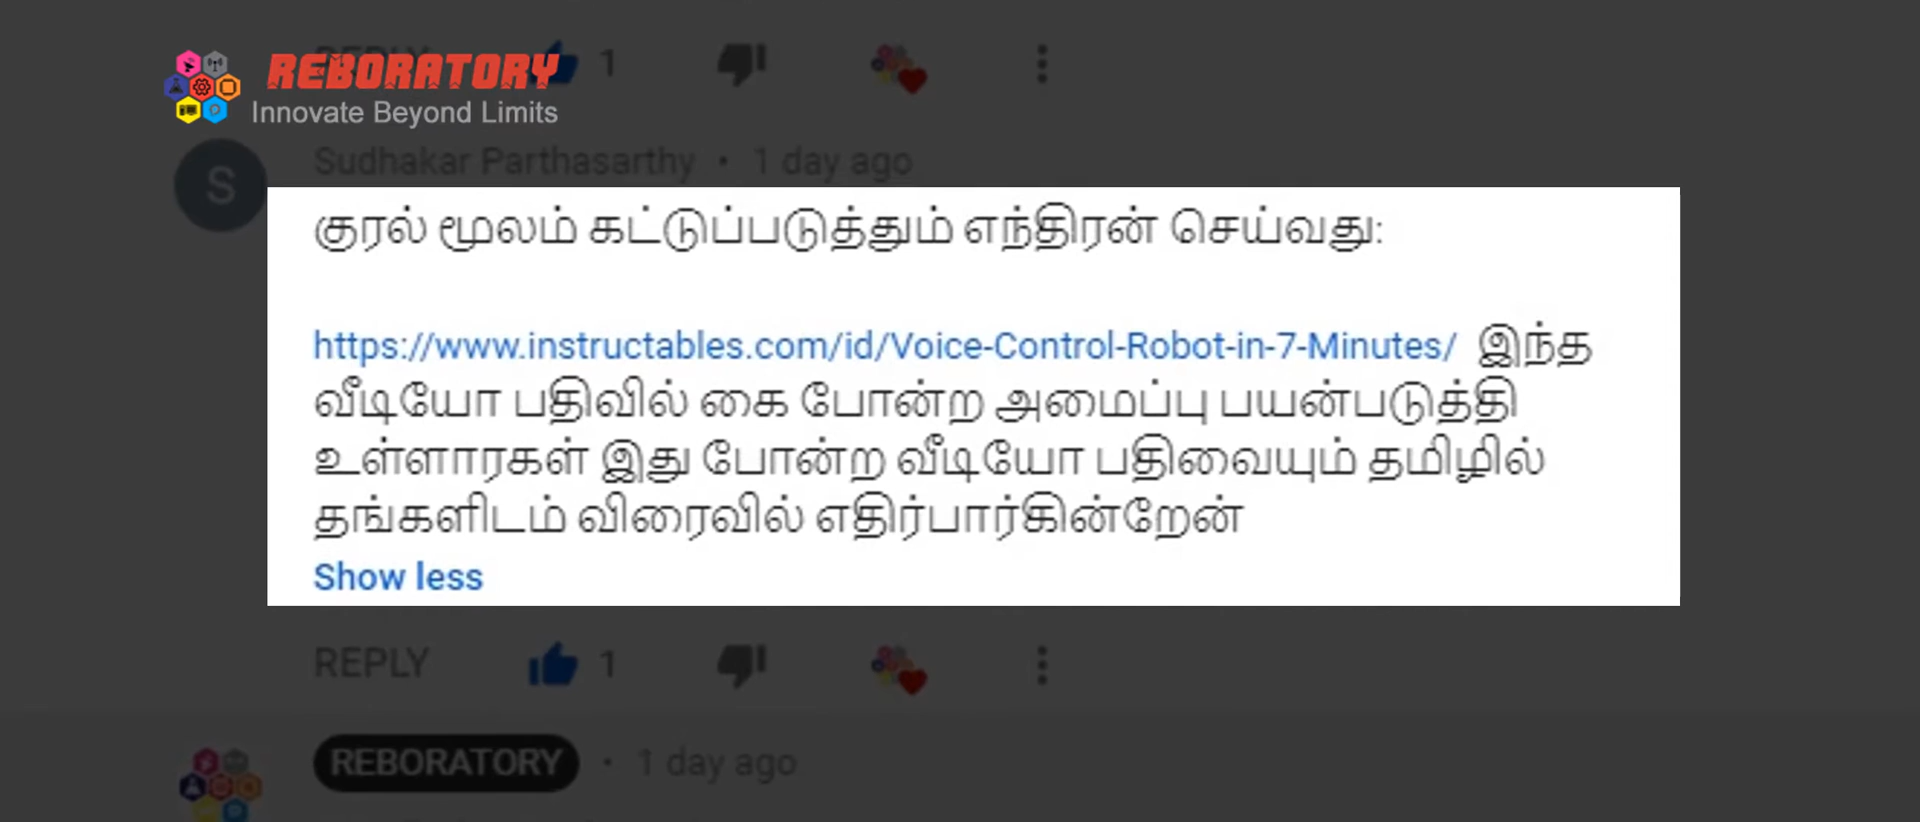 REPLY 1
REBORATORY
Innovate Beyond Limits
S Sudhakar Parthasarthy • 1 day ago
குரல் மூலம் கட்டுப்படுத்தும் எந்திரன் செய்வது:
https://www.instructables.com/id/Voice-Control-Robot-in-7-Minutes/ இந்த
வீடியோ பதிவில் கை போன்ற அமைப்பு பயன்படுத்தி
உள்ளாரகள் இது போன்ற வீடியோ பதிவையும் தமிழில்
தங்களிடம் விரைவில் எதிர்பார்கின்றேன்
Show less
REPLY 1
REBORATORY • 1 day ago